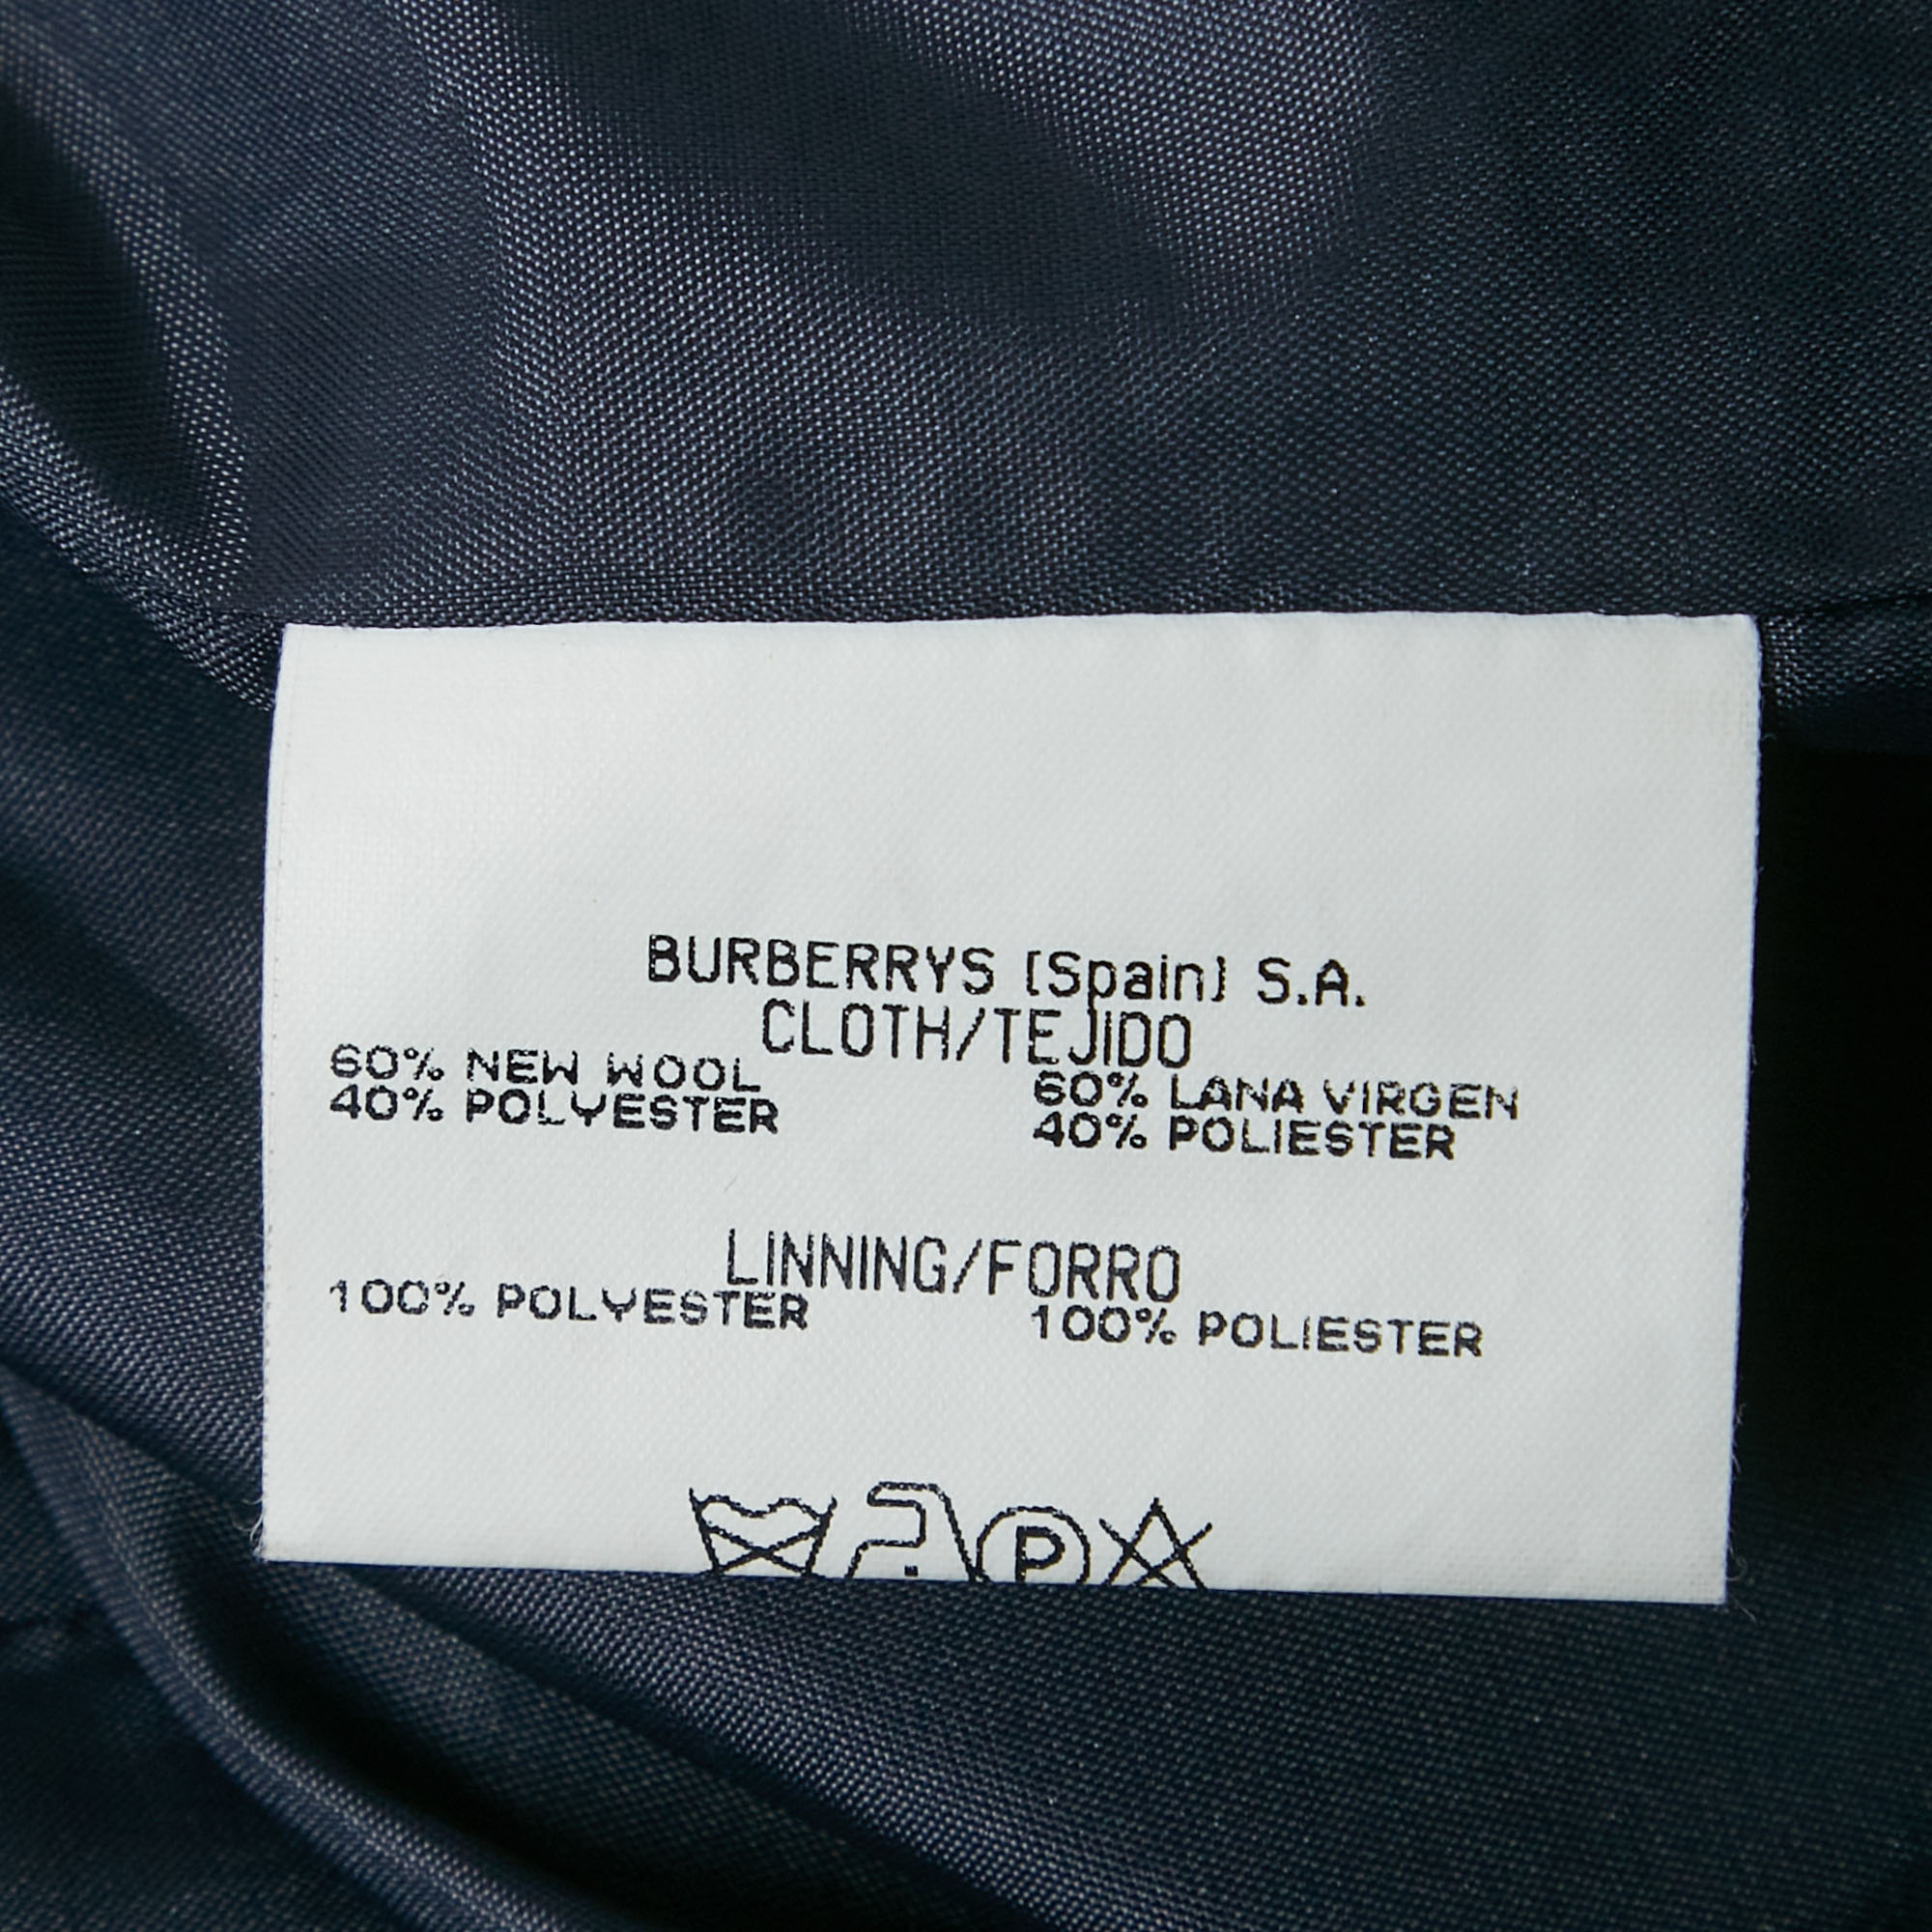 BURBERRYS (Spain) S.A.
CLOTH/TEJIDO
60% NEW WOOL 60% LANA VIRGEN
40% POLYESTER 40% POLIESTER
LINNING/FORRO
100% POLYESTER 100% POLIESTER
P